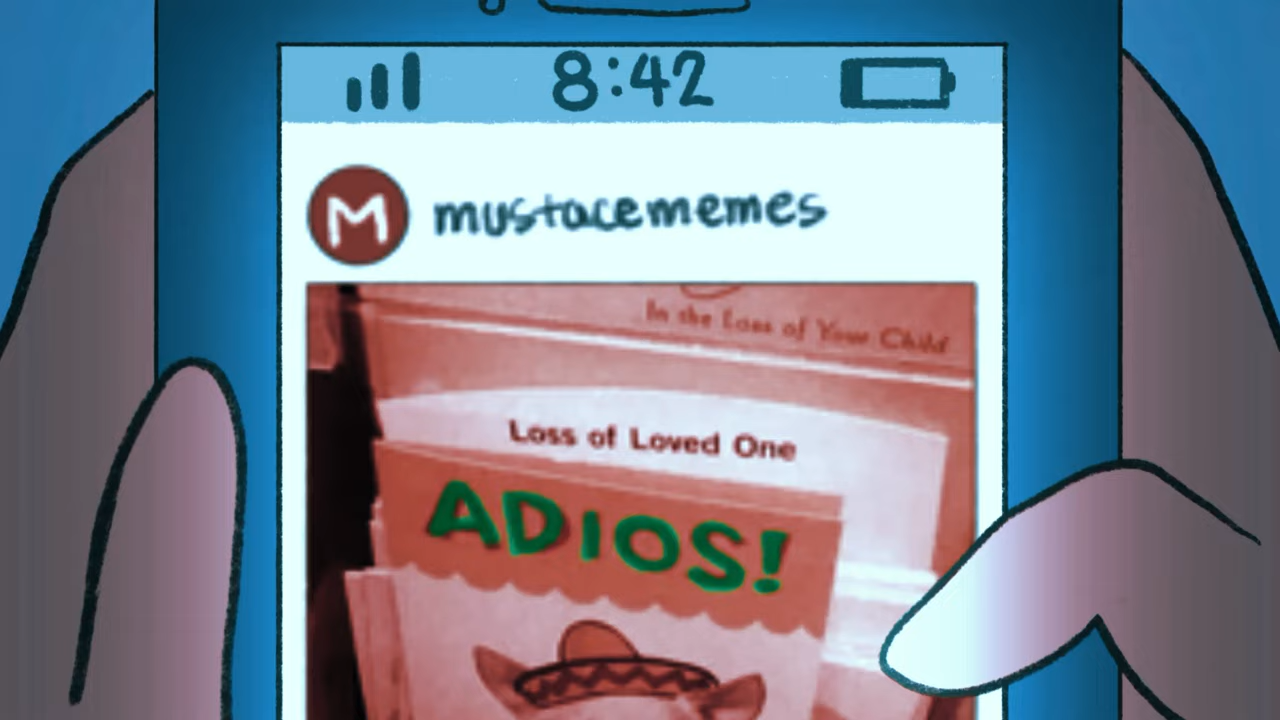 8:42
M
mustacememes
In the Loss of Your Child
Loss of Loved One
ADIOS!